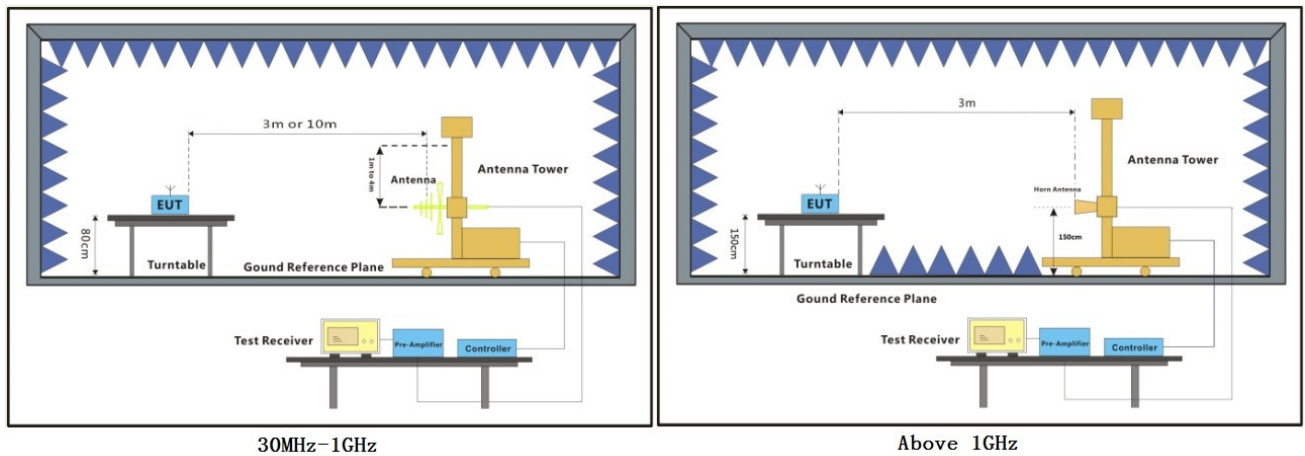 3m or 10m
1m to 4m
Antenna
Antenna Tower
EUT
80cm
Turntable
Gound Reference Plane
Test Receiver
Pre-Amplifier
Controller
30MHz-1GHz
3m
Antenna Tower
Horn Antenna
EUT
150cm
150cm
Turntable
Gound Reference Plane
Test Receiver
Pre-Amplifier
Controller
Above 1GHz